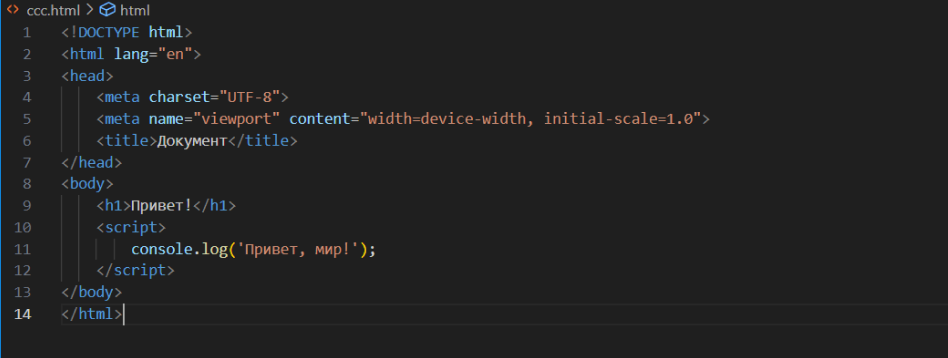 ccc.html > html
1 <!DOCTYPE html>
2 <html lang="en">
3 <head>
4 <meta charset="UTF-8">
5 <meta name="viewport" content="width=device-width, initial-scale=1.0">
6 <title>Документ</title>
7 </head>
8 <body>
9 <h1>Привет!</h1>
10 <script>
11 console.log('Привет, мир!');
12 </script>
13 </body>
14 </html>